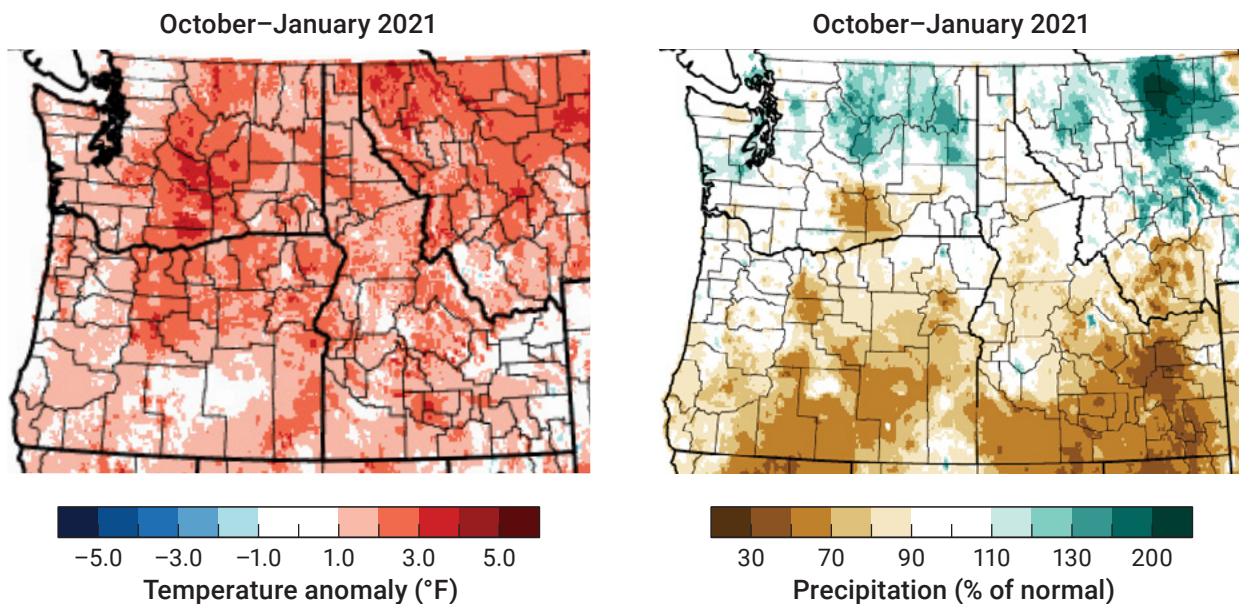 October–January 2021
−5.0 −3.0 −1.0 1.0 3.0 5.0
Temperature anomaly (°F)
October–January 2021
30 70 90 110 130 200
Precipitation (% of normal)